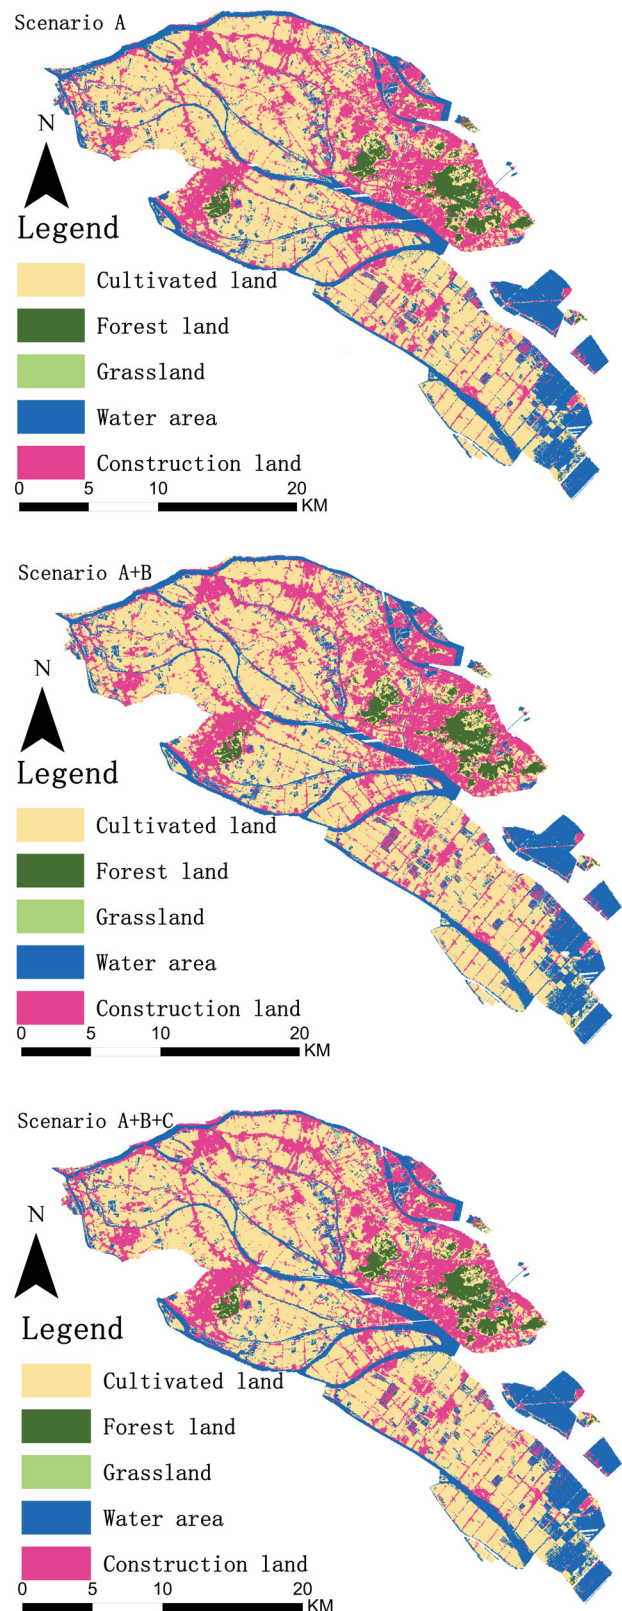 Scenario A
N
Legend
Cultivated land
Forest land
Grassland
Water area
Construction land
0 5 10 20
KM
Scenario A+B
N
Legend
Cultivated land
Forest land
Grassland
Water area
Construction land
0 5 10 20
KM
Scenario A+B+C
N
Legend
Cultivated land
Forest land
Grassland
Water area
Construction land
0 5 10 20
KM